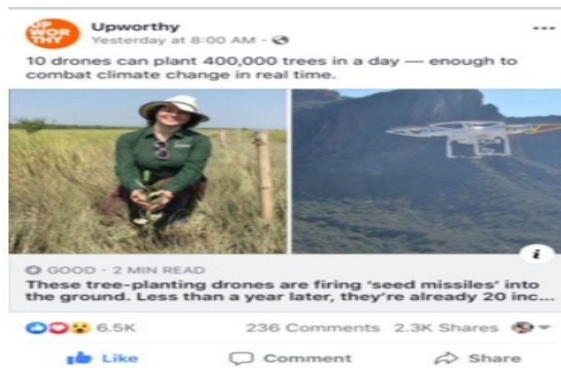 UP
WOR
THY
Upworthy
Yesterday at 8:00 AM ·
10 drones can plant 400,000 trees in a day — enough to
combat climate change in real time.
i
GOOD · 2 MIN READ
These tree-planting drones are firing ‘seed missiles’ into
the ground. Less than a year later, they’re already 20 inc...
6.5K 236 Comments 2.3K Shares
Like Comment Share